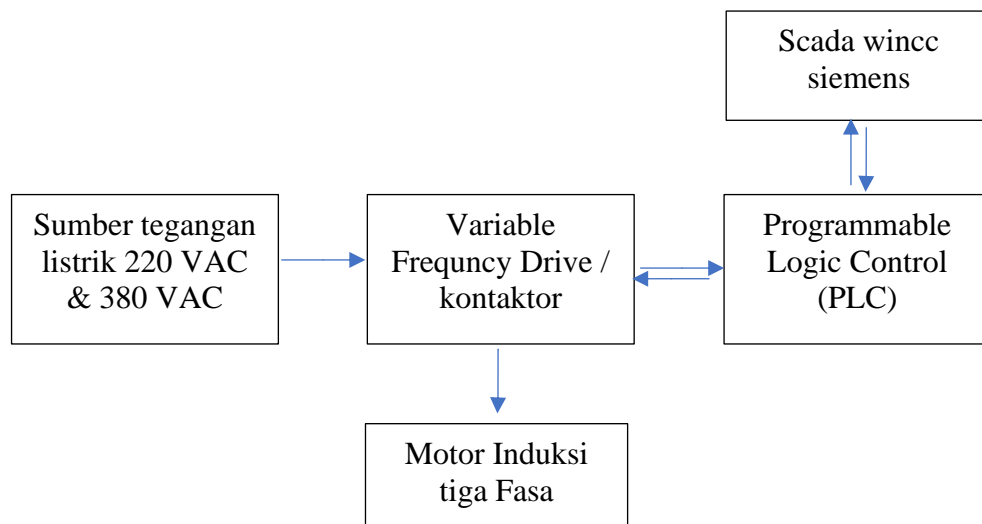 Scada wincc
siemens
Sumber tegangan
listrik 220 VAC
& 380 VAC
Variable
Frequncy Drive /
kontaktor
Programmable
Logic Control
(PLC)
Motor Induksi
tiga Fasa